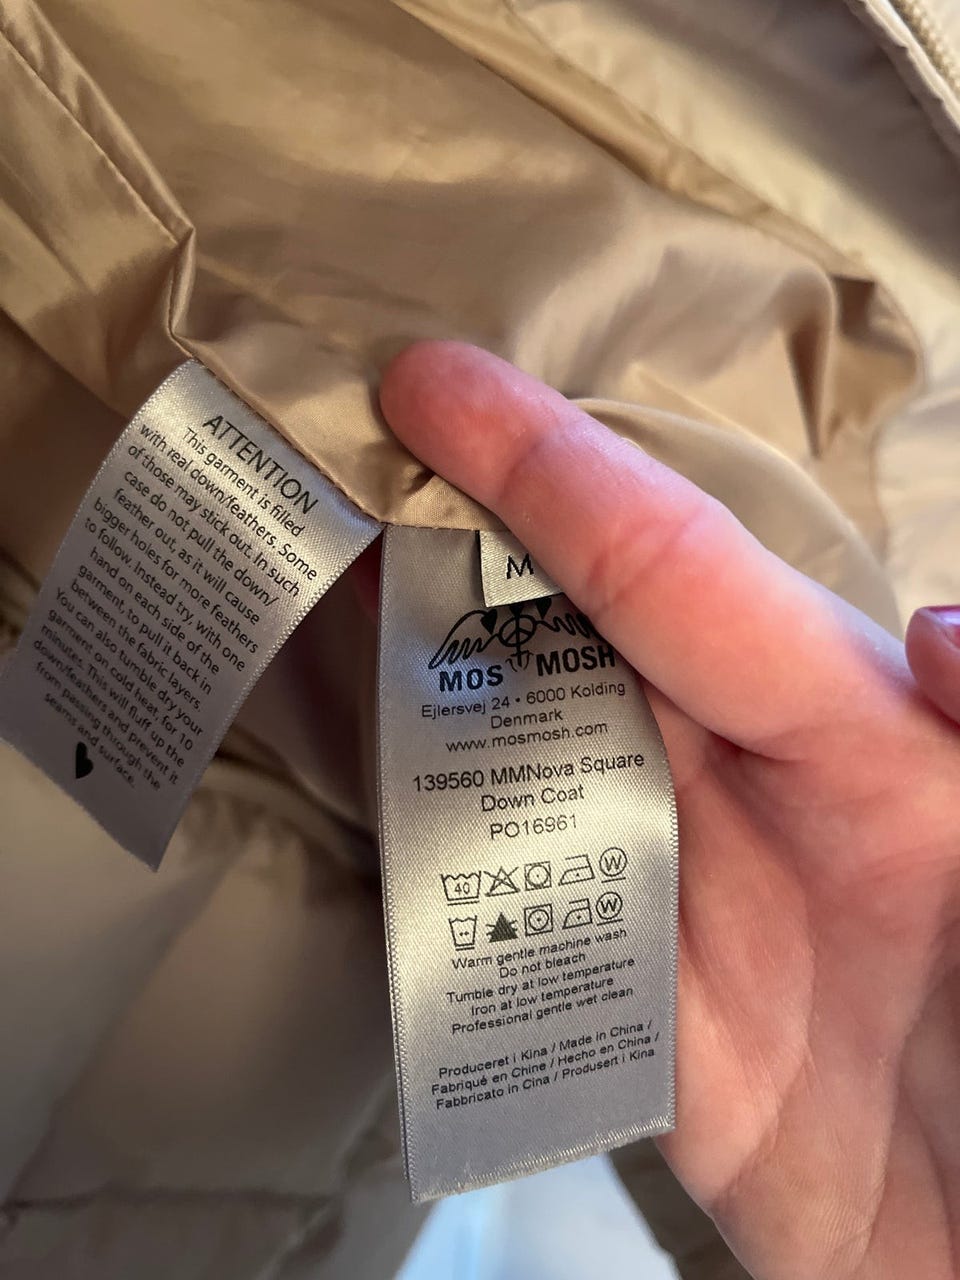 ATTENTION
This garment is filled
with real down/feathers. Some
of those may stick out. In such
case do not pull the down/
feather out, as it will cause
bigger holes for more feathers
to follow. Instead try, with one
hand on each side of the
garment, to pull it back in
between the fabric layers.
You can also tumble dry your
garment on cold heat, for 10
minutes. This will fluff up the
down/feathers and prevent it
from passing through the
seams and surface.
M
MOS MOSH
Ejlersvej 24 • 6000 Kolding
Denmark
www.mosmosh.com
139560 MMNova Square
Down Coat
PO16961
40 W
W
Warm gentle machine wash
Do not bleach
Tumble dry at low temperature
Iron at low temperature
Professional gentle wet clean
Produceret i Kina / Made in China /
Fabriqué en Chine / Hecho en China /
Fabbricato in Cina / Produsert i Kina